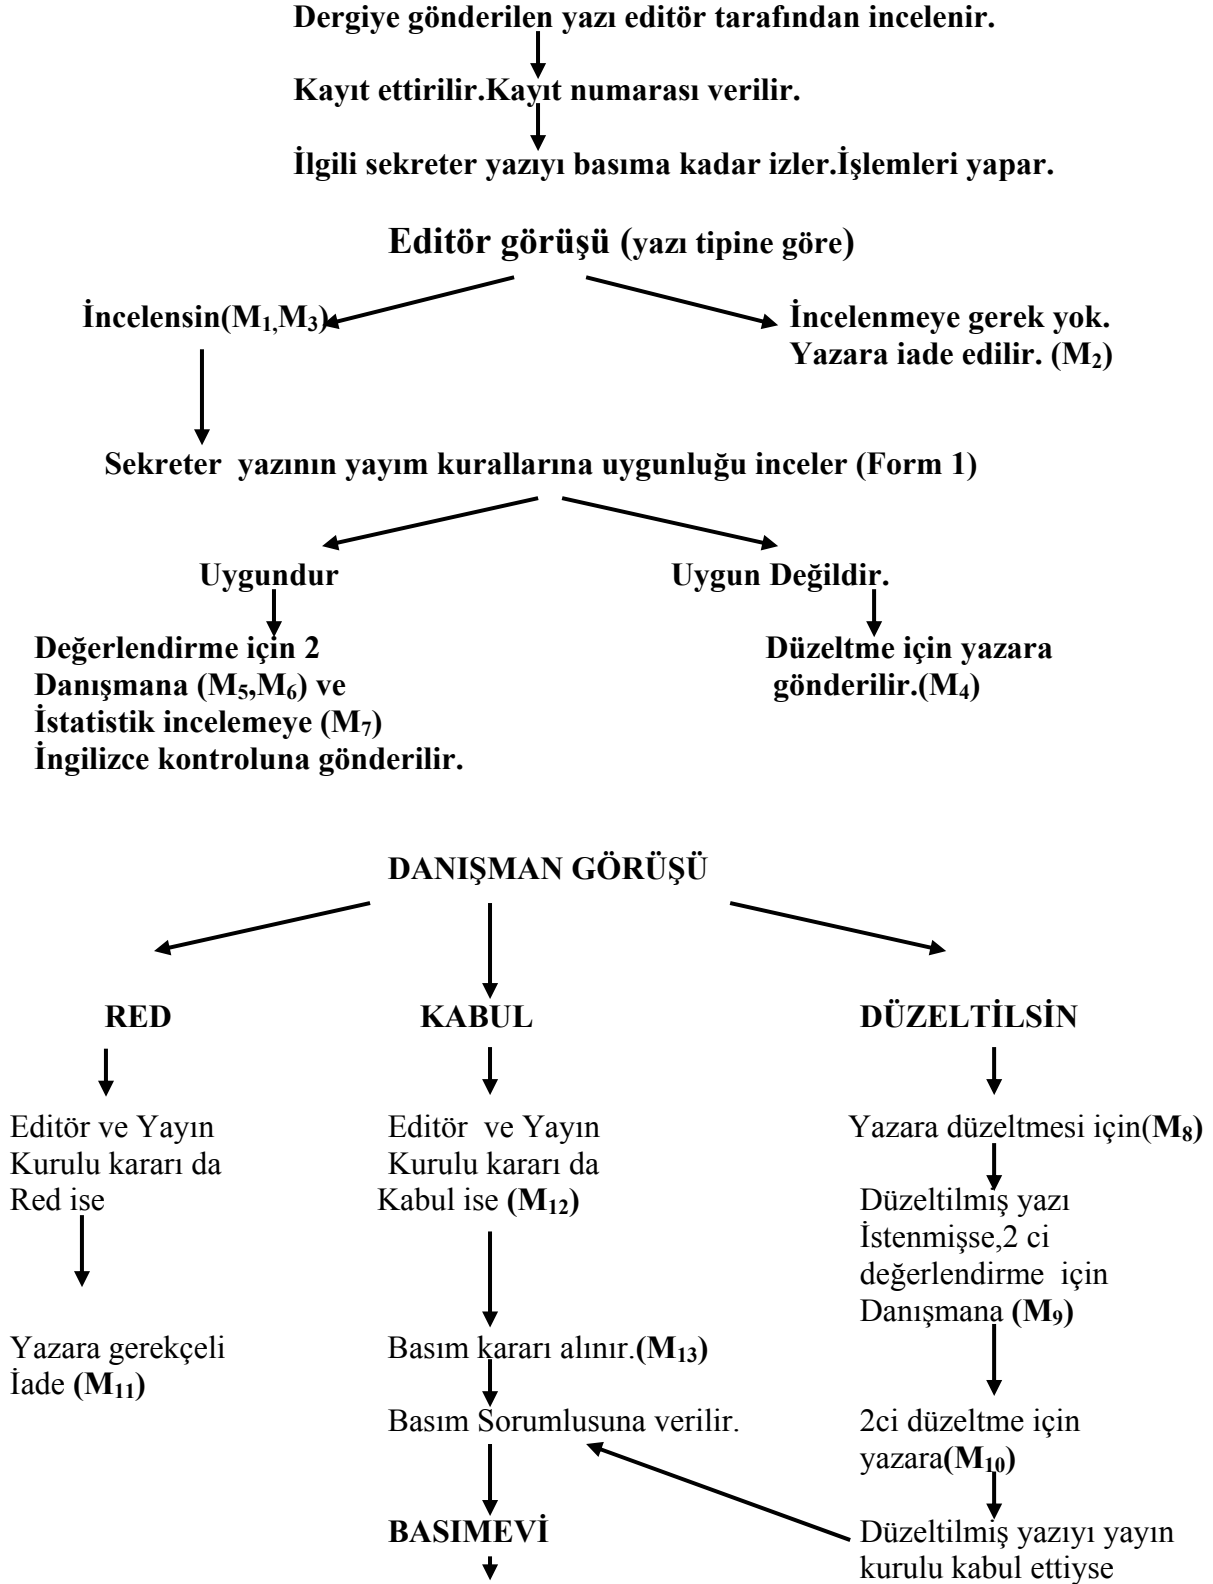 Dergiye gönderilen yazı editör tarafından incelenir.
Kayıt ettirilir.Kayıt numarası verilir.
İlgili sekreter yazıyı basıma kadar izler.İşlemleri yapar.
Editör görüşü (yazı tipine göre)
İncelensin(M1,M3)
İncelenmeye gerek yok.
Yazara iade edilir. (M2)
Sekreter yazının yayım kurallarına uygunluğu inceler (Form 1)
Uygundur
Uygun Değildir.
Değerlendirme için 2
Danışmana (M5,M6) ve
İstatistik incelemeye (M7)
İngilizce kontroluna gönderilir.
Düzeltme için yazara
gönderilir.(M4)
DANIŞMAN GÖRÜŞÜ
RED
KABUL
DÜZELTİLSİN
Editör ve Yayın
Kurulu kararı da
Red ise
Yazara gerekçeli
İade (M11)
Editör ve Yayın
Kurulu kararı da
Kabul ise (M12)
Basım kararı alınır.(M13)
Basım Sorumlusuna verilir.
BASIMEVİ
Yazara düzeltmesi için(M8)
Düzeltilmiş yazı
İstenmişse,2 ci
değerlendirme için
Danışmana (M9)
2ci düzeltme için
yazara(M10)
Düzeltilmiş yazıyı yayın
kurulu kabul ettiyse